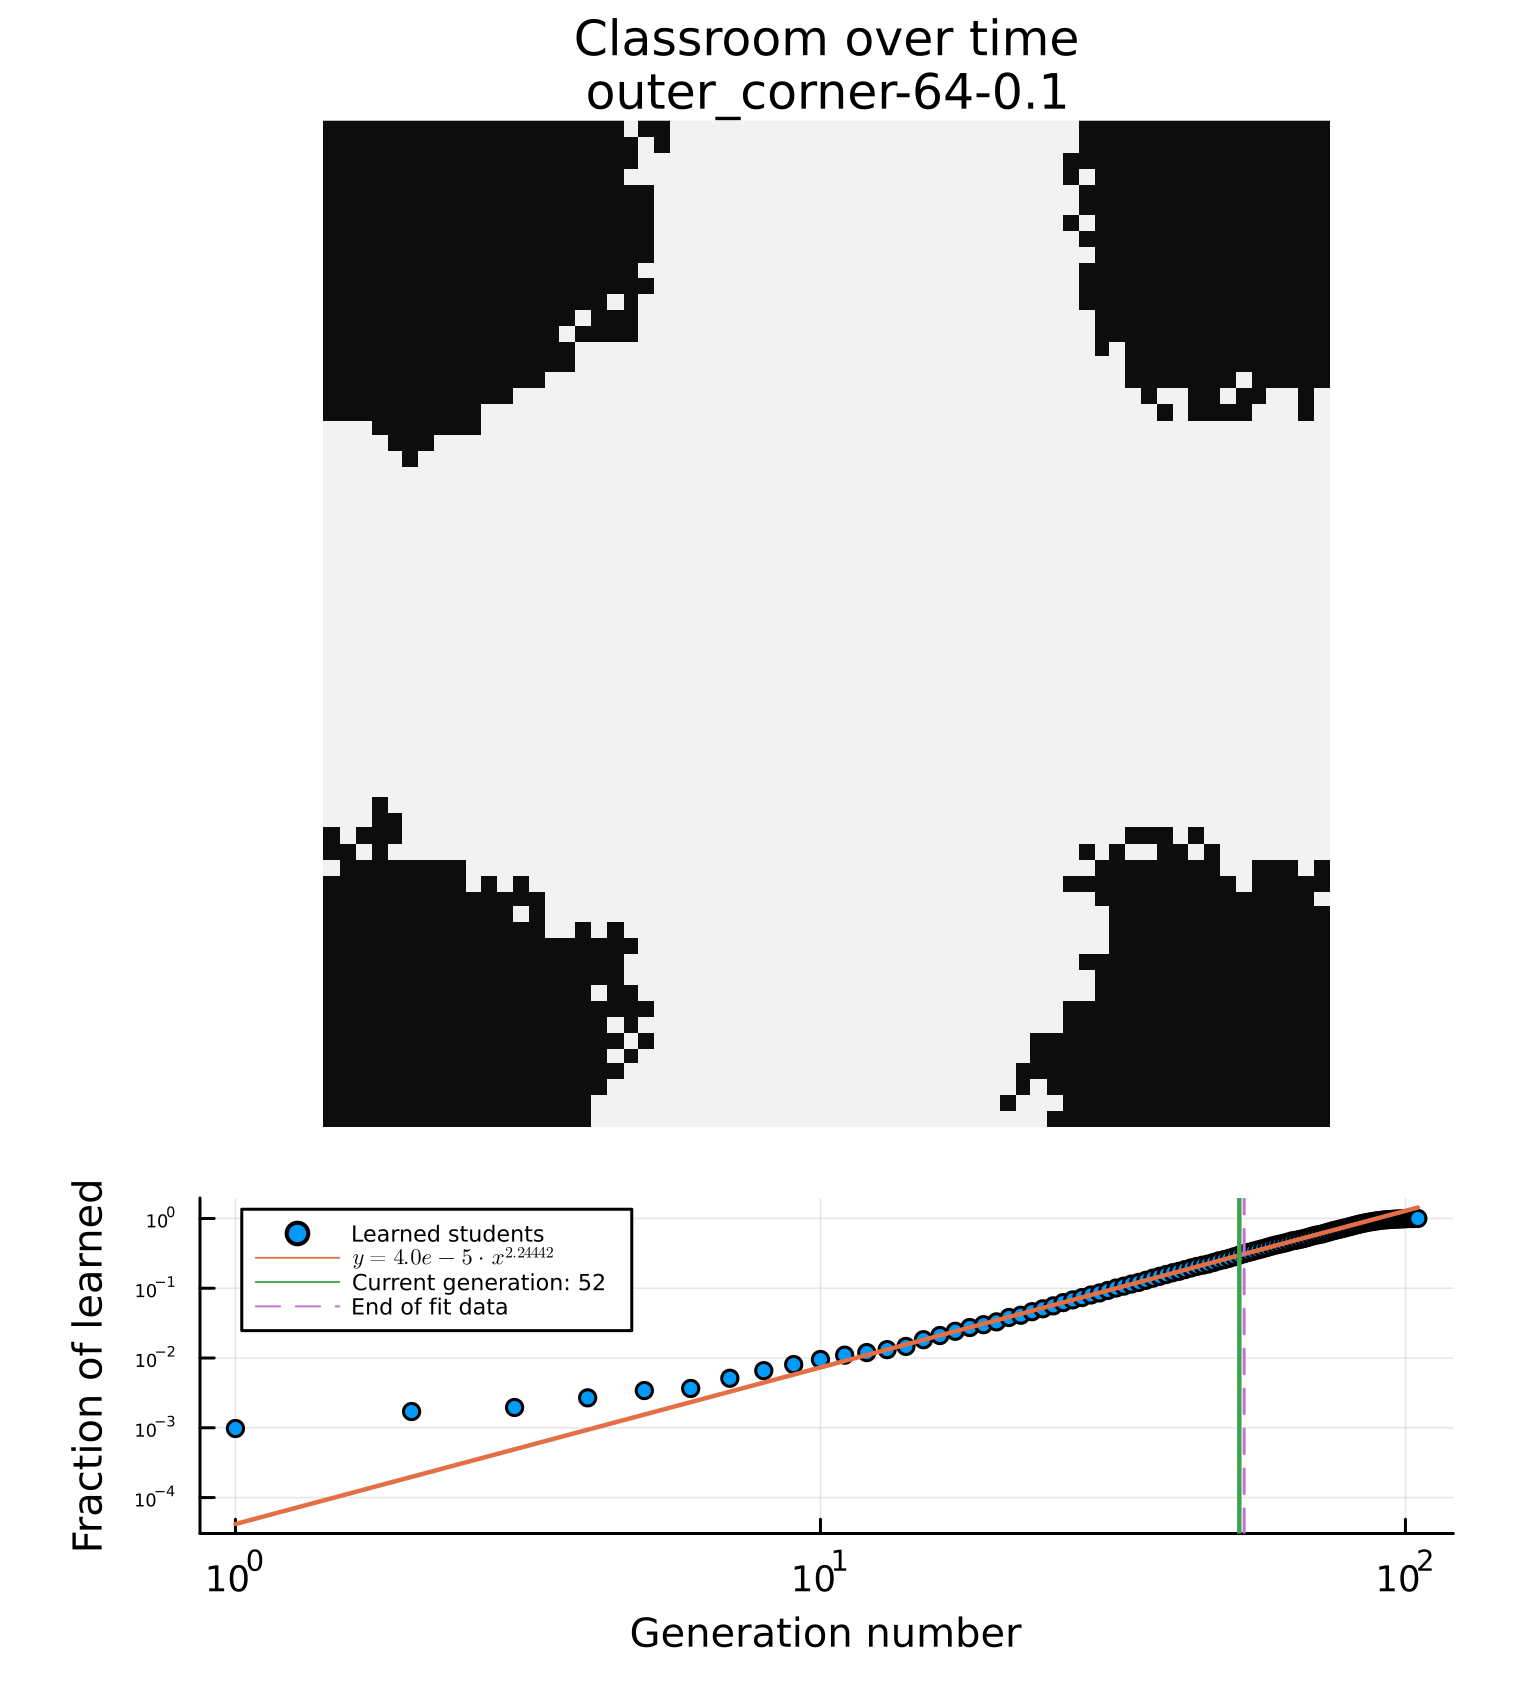 Classroom over time
outer_corner-64-0.1
Fraction of learned
10^0
10^-1
10^-2
10^-3
10^-4
Learned students
y = 4.0e − 5 · x^2.24442
Current generation: 52
End of fit data
10^0 10^1 10^2
Generation number